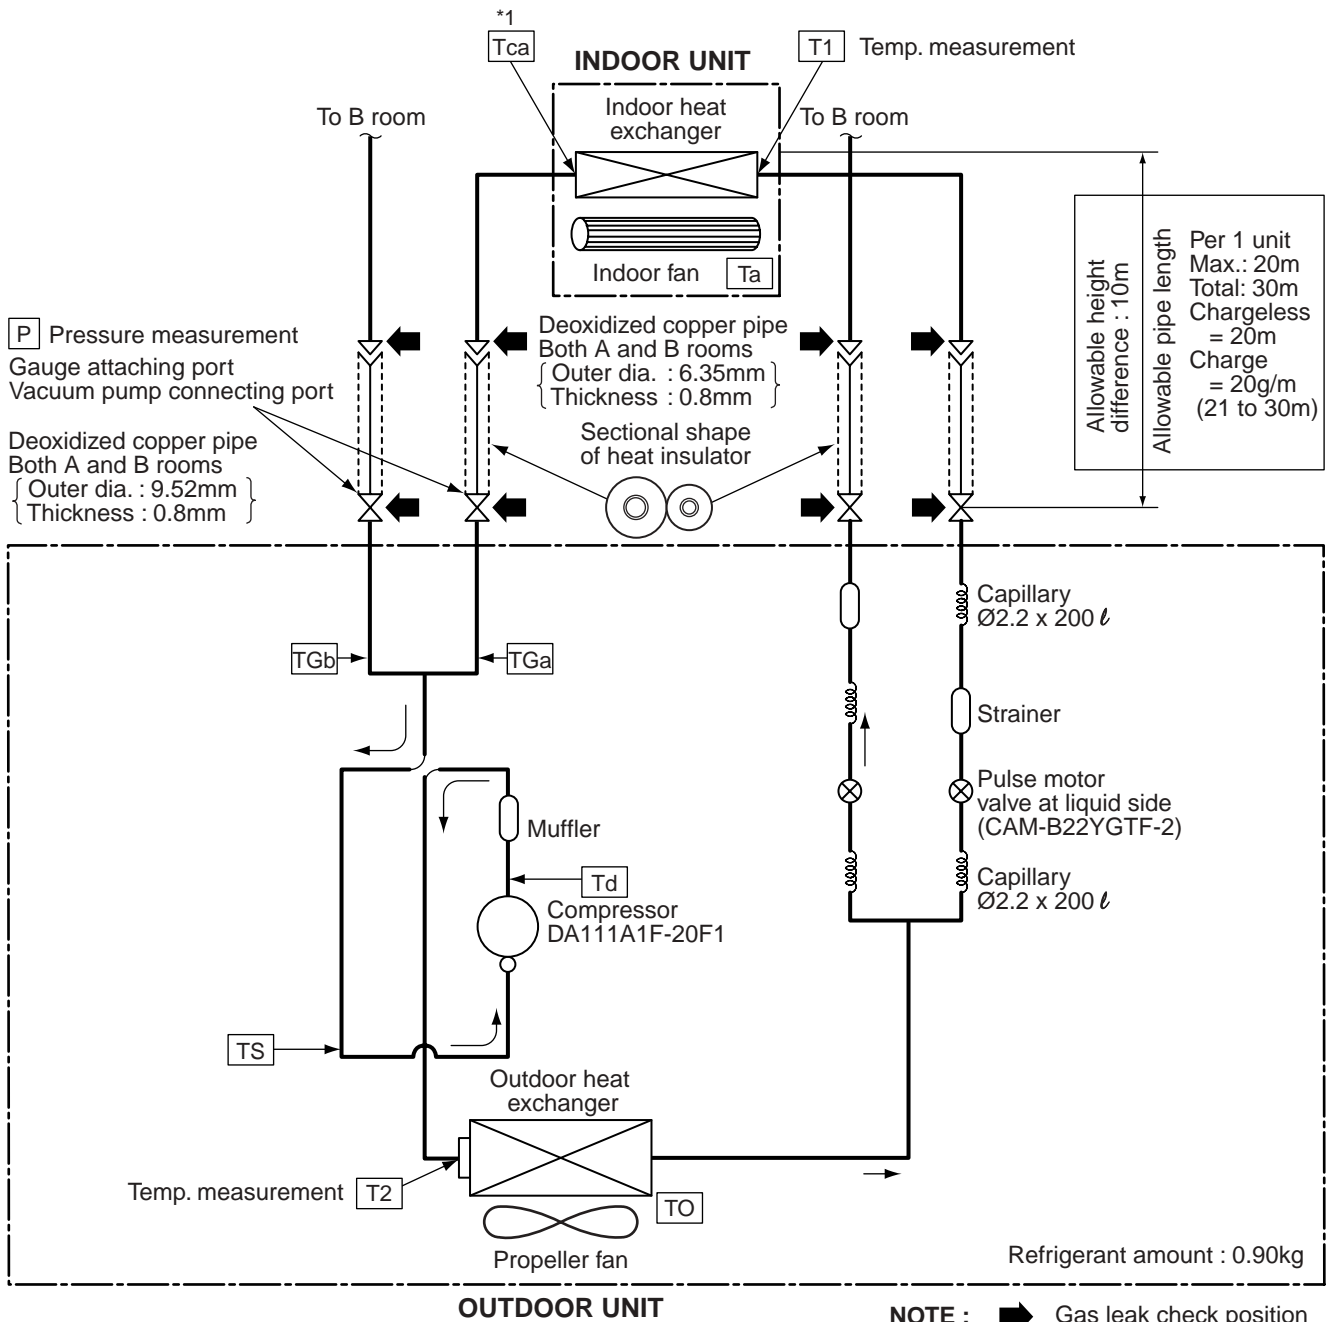 *1
Tca
T1 Temp. measurement
INDOOR UNIT
To B room
Indoor heat
exchanger
To B room
Indoor fan
Ta
Allowable height
difference : 10m
Allowable pipe length
Per 1 unit
Max.: 20m
Total: 30m
Chargeless
= 20m
Charge
= 20g/m
(21 to 30m)
P Pressure measurement
Gauge attaching port
Vacuum pump connecting port
Deoxidized copper pipe
Both A and B rooms
Outer dia. : 6.35mm
Thickness : 0.8mm
Sectional shape
of heat insulator
Deoxidized copper pipe
Both A and B rooms
Outer dia. : 9.52mm
Thickness : 0.8mm
Capillary
Ø2.2 x 200 ℓ
TGb
TGa
Strainer
Pulse motor
valve at liquid side
(CAM-B22YGTF-2)
Muffler
Td
Compressor
DA111A1F-20F1
Capillary
Ø2.2 x 200 ℓ
TS
Outdoor heat
exchanger
Temp. measurement T2
TO
Propeller fan
Refrigerant amount : 0.90kg
OUTDOOR UNIT
NOTE : Gas leak check position